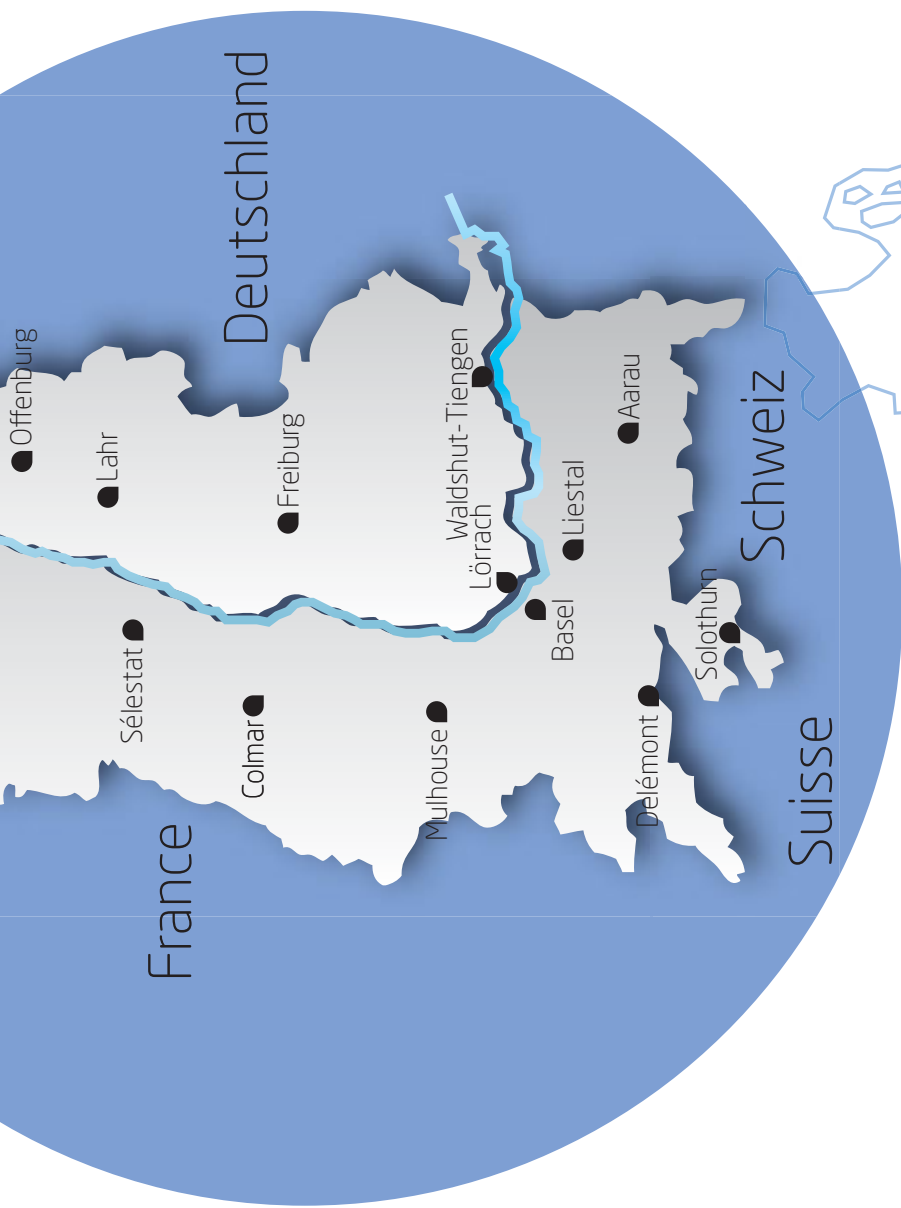 Deutschland
Offenburg
Lahr
Freiburg
Waldshut-Tiengen
Lörrach
Aarau
Liestal
Schweiz
Basel
Solothurn
Sélestat
Colmar
Mulhouse
Delémont
Suisse
France